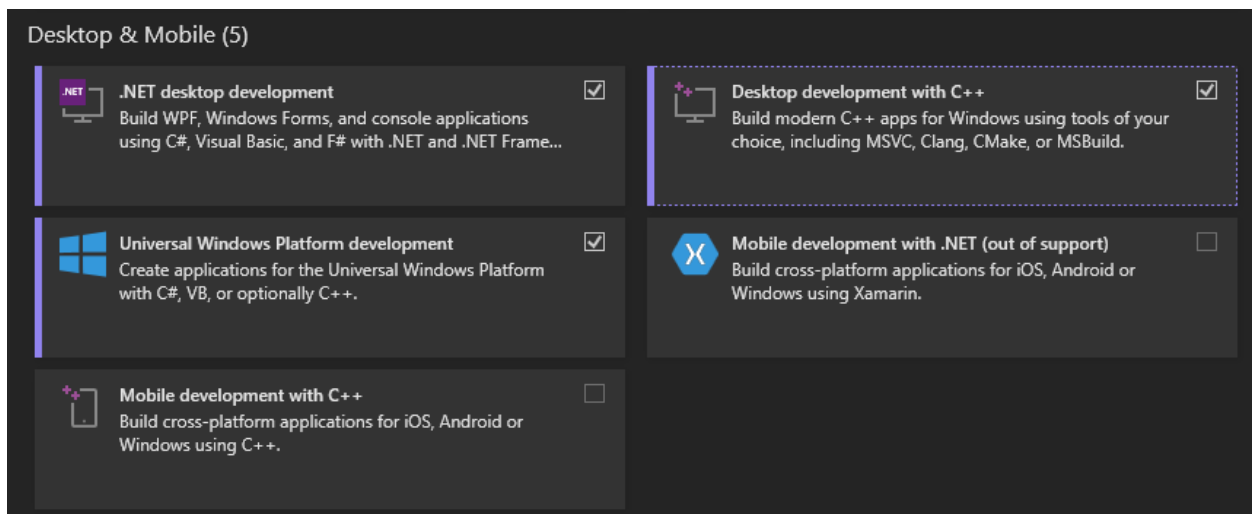 Desktop & Mobile (5)
.NET
.NET desktop development
Build WPF, Windows Forms, and console applications
using C#, Visual Basic, and F# with .NET and .NET Frame...
Desktop development with C++
Build modern C++ apps for Windows using tools of your
choice, including MSVC, Clang, CMake, or MSBuild.
Universal Windows Platform development
Create applications for the Universal Windows Platform
with C#, VB, or optionally C++.
Mobile development with .NET (out of support)
Build cross-platform applications for iOS, Android or
Windows using Xamarin.
Mobile development with C++
Build cross-platform applications for iOS, Android or
Windows using C++.